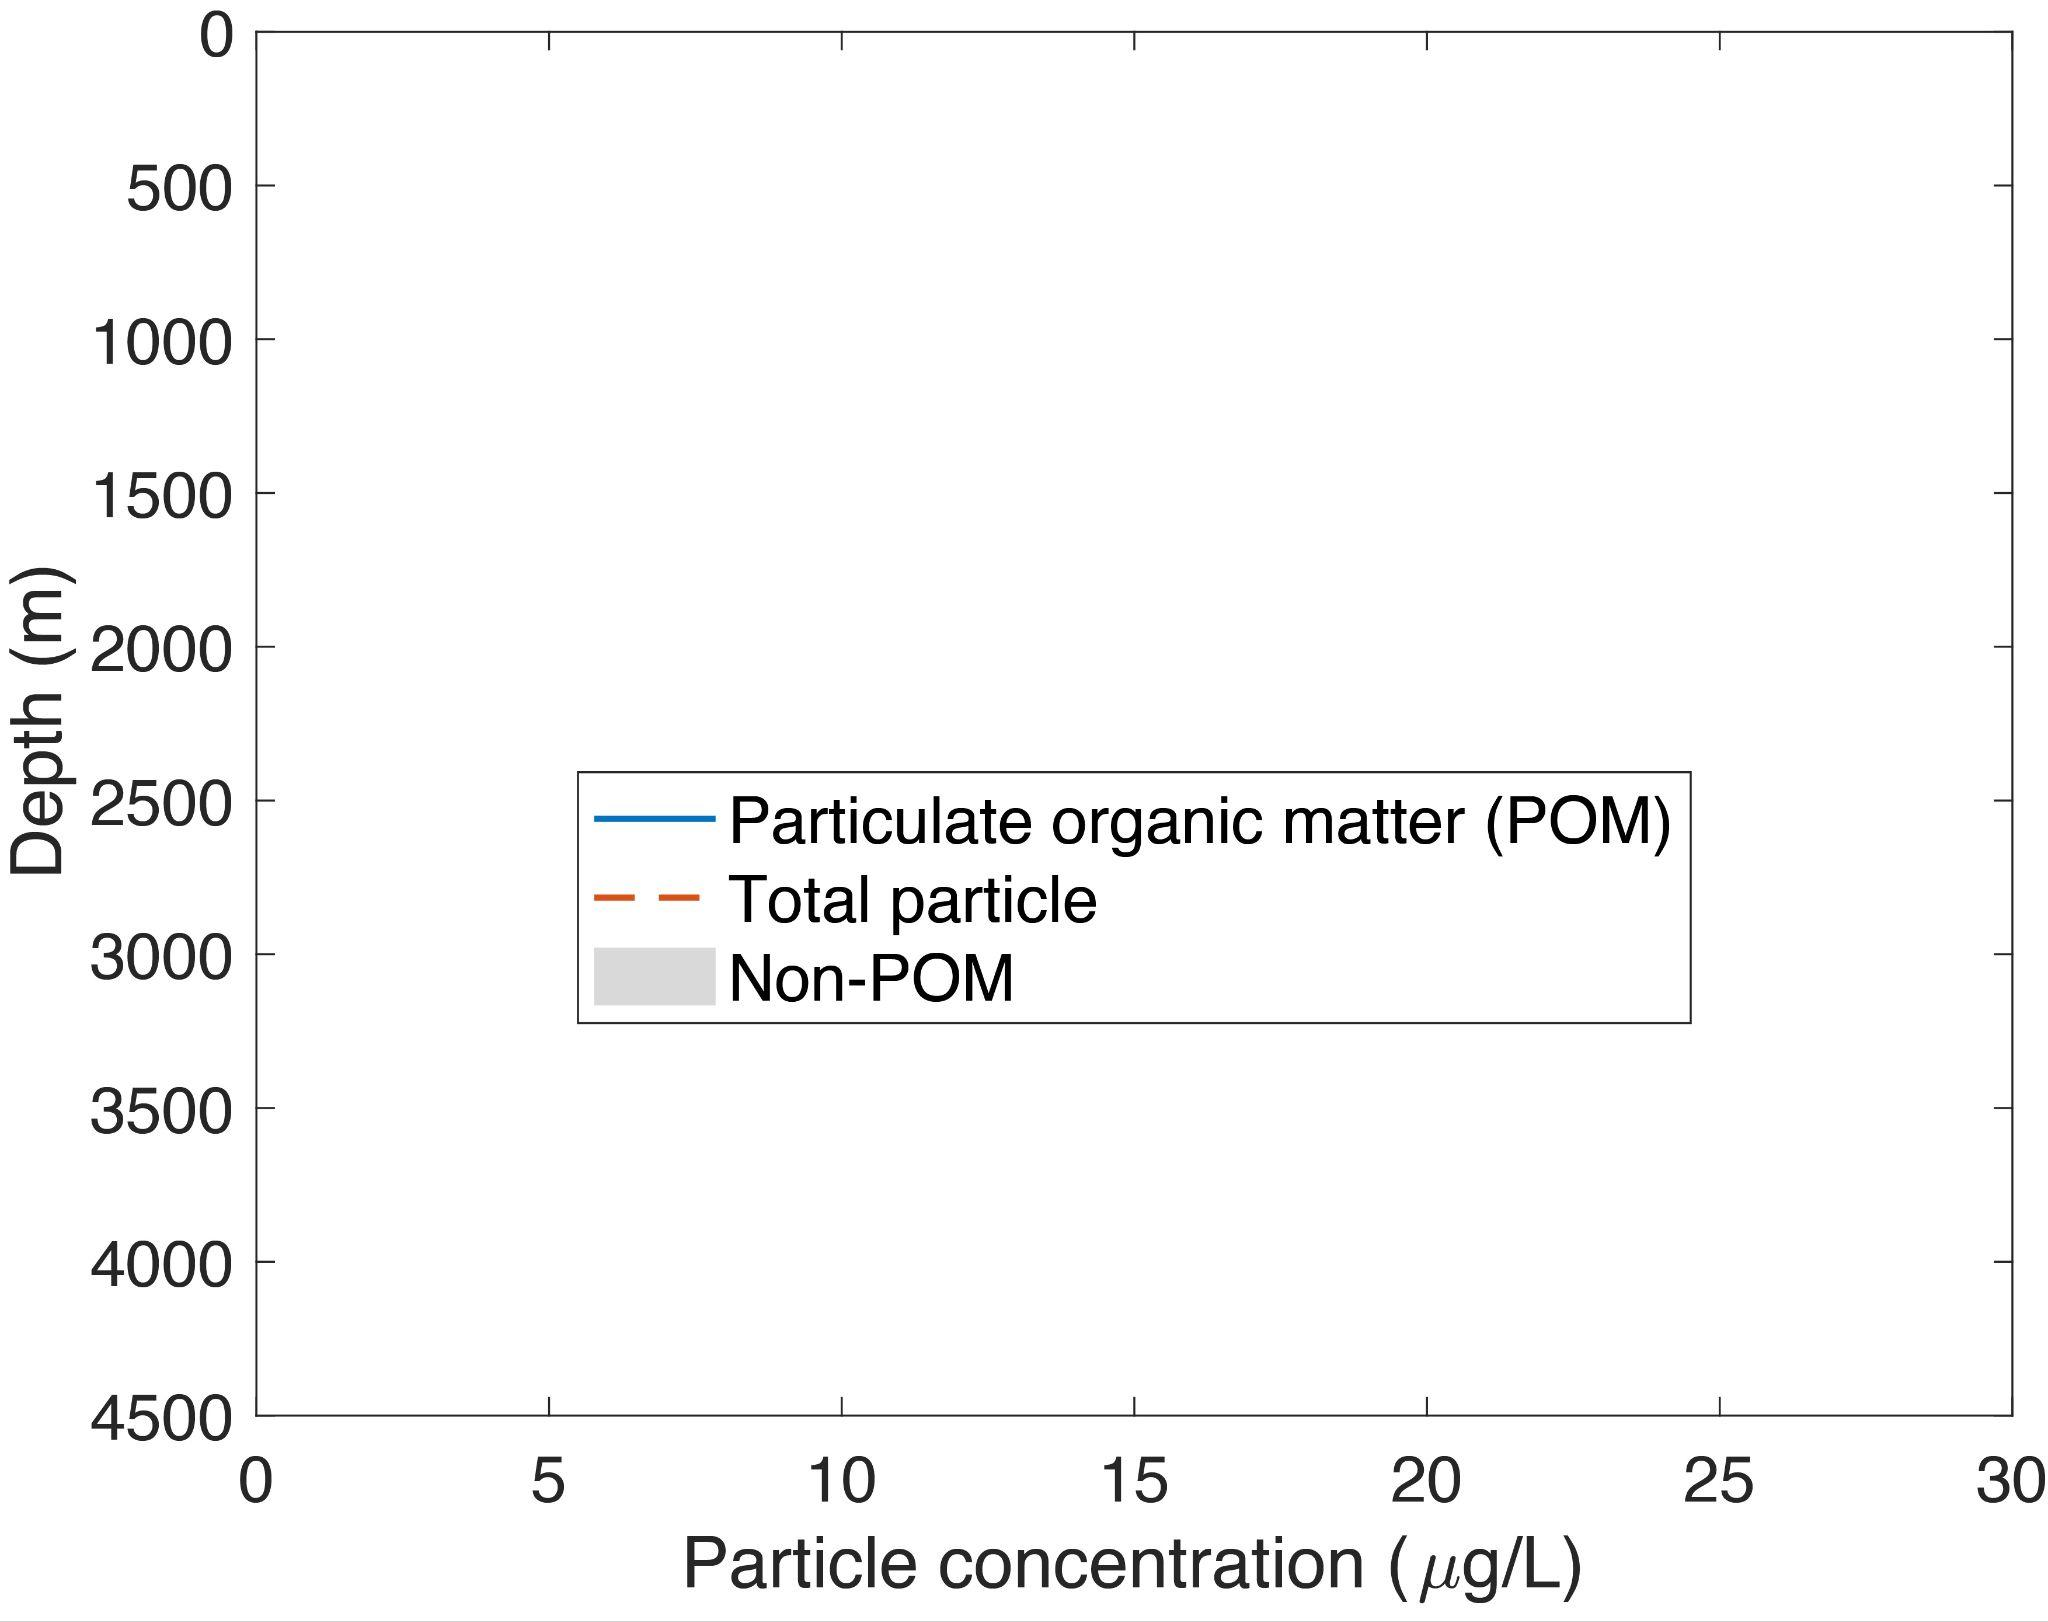 0
500
1000
1500
2000
2500
3000
3500
4000
4500
Depth (m)
Particulate organic matter (POM)
Total particle
Non-POM
0 5 10 15 20 25 30
Particle concentration (μg/L)